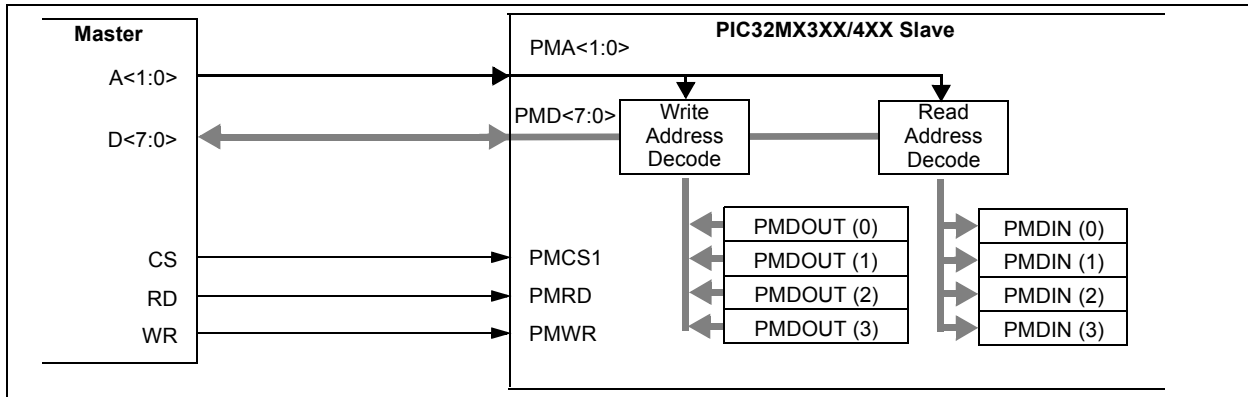 Master
PIC32MX3XX/4XX Slave
PMA<1:0>
A<1:0>
PMD<7:0>
D<7:0>
Write
Address
Decode
Read
Address
Decode
PMDOUT (0)
PMDOUT (1)
PMDOUT (2)
PMDOUT (3)
PMDIN (0)
PMDIN (1)
PMDIN (2)
PMDIN (3)
CS
PMCS1
RD
PMRD
WR
PMWR